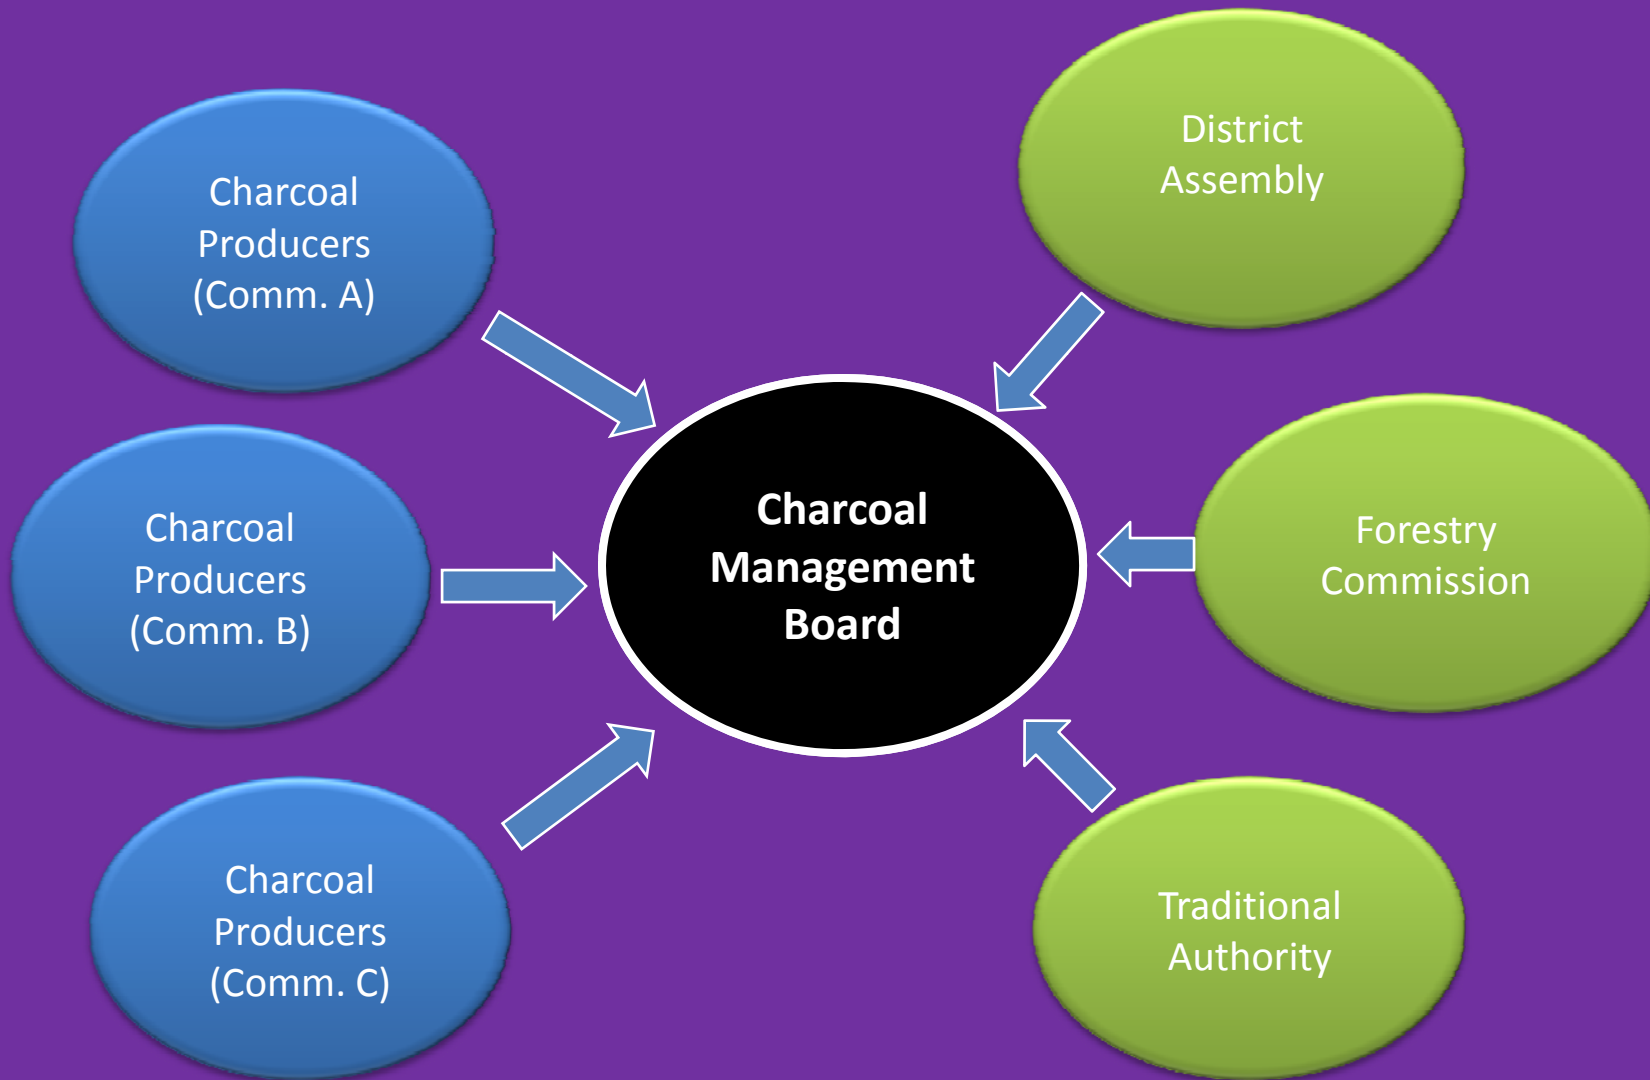 Charcoal
Producers
(Comm. A)
Charcoal
Producers
(Comm. B)
Charcoal
Producers
(Comm. C)
Charcoal
Management
Board
District
Assembly
Forestry
Commission
Traditional
Authority